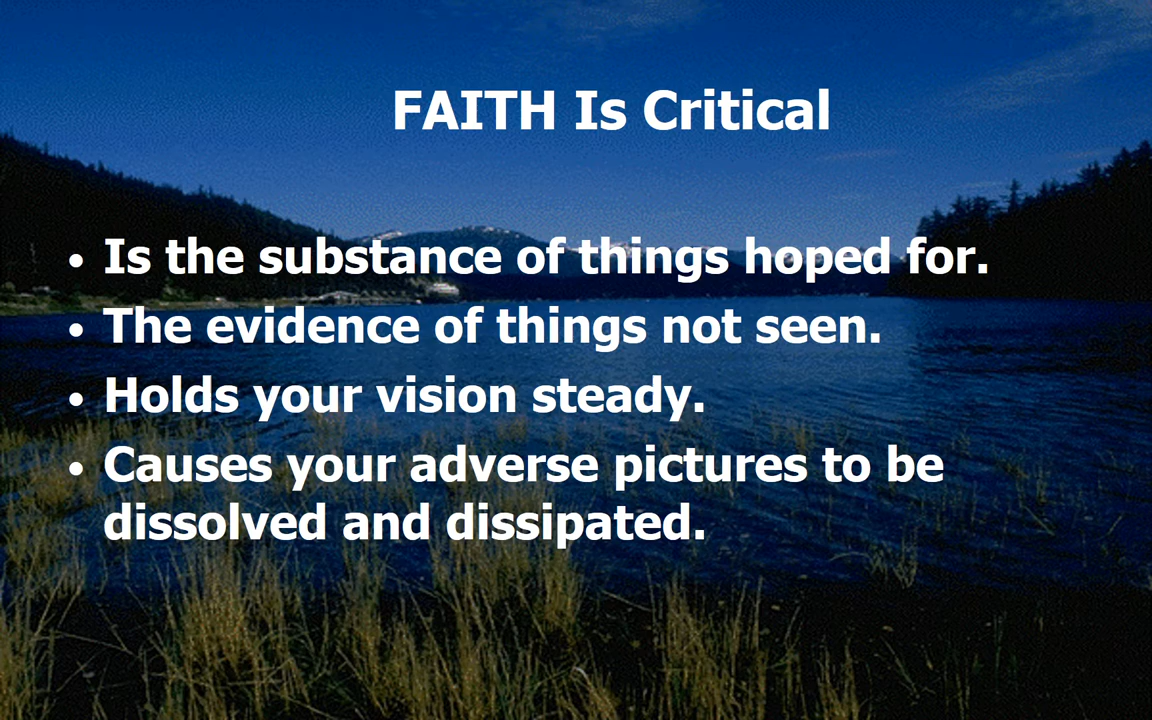 FAITH Is Critical
• Is the substance of things hoped for.
• The evidence of things not seen.
• Holds your vision steady.
• Causes your adverse pictures to be
dissolved and dissipated.